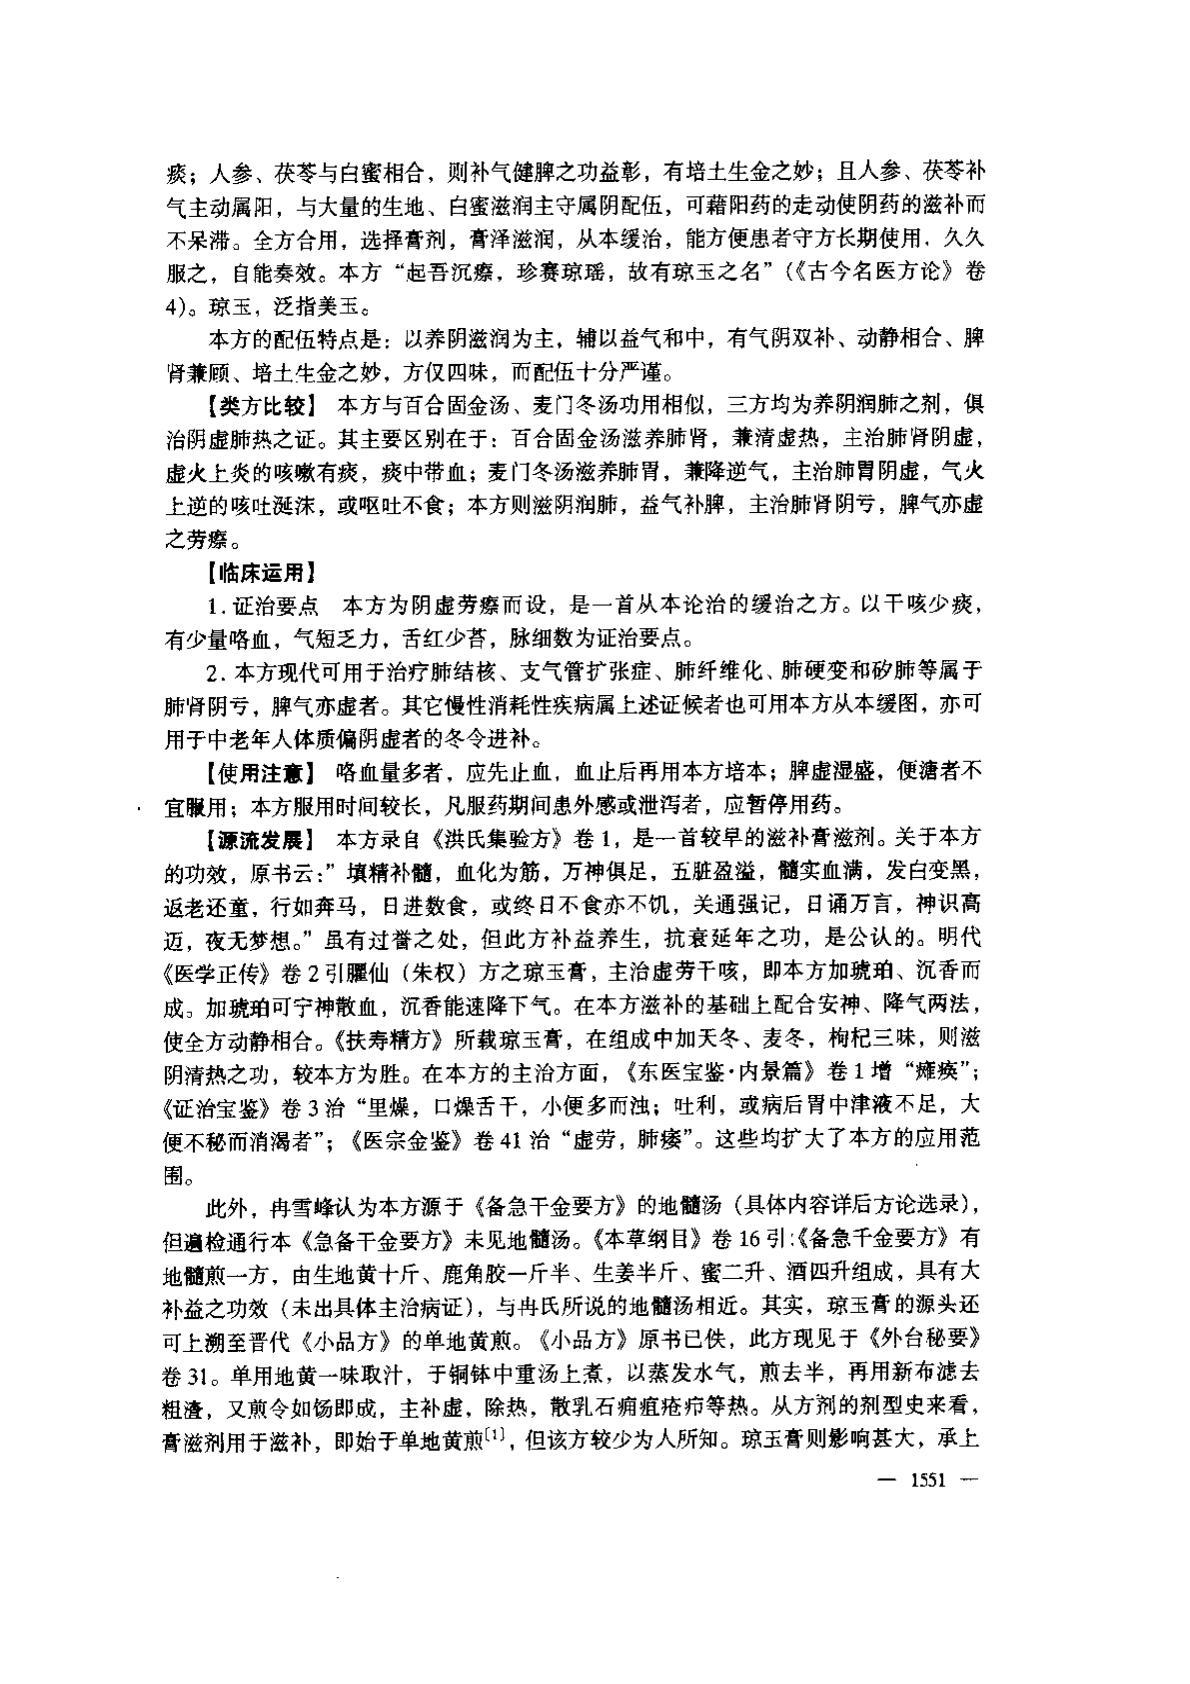 痰；人参、茯苓与白蜜相合，则补气健脾之功益彰，有培土生金之妙；且人参、茯苓补
气主动属阳，与大量的生地、白蜜滋润主守属阴配伍，可藉阳药的走动使阴药的滋补而
不呆滞。全方合用，选择膏剂，膏泽滋润，从本缓治，能方便患者守方长期使用，久久
服之，自能奏效。本方“起吾沉瘵，珍赛琼瑶，故有琼玉之名”（《古今名医方论》卷
4）。琼玉，泛指美玉。
本方的配伍特点是：以养阴滋润为主，辅以益气和中，有气阴双补、动静相合、脾
肾兼顾、培土生金之妙，方仅四味，而配伍十分严谨。
【类方比较】 本方与百合固金汤、麦门冬汤功用相似，三方均为养阴润肺之剂，俱
治阴虚肺热之证。其主要区别在于：百合固金汤滋养肺肾，兼清虚热，主治肺肾阴虚，
虚火上炎的咳嗽有痰，痰中带血；麦门冬汤滋养肺胃，兼降逆气，主治肺胃阴虚，气火
上逆的咳吐涎沫，或呕吐不食；本方则滋阴润肺，益气补脾，主治肺肾阴亏，脾气亦虚
之劳瘵。
【临床运用】
1. 证治要点 本方为阴虚劳瘵而设，是一首从本论治的缓治之方。以干咳少痰，
有少量咯血，气短乏力，舌红少苔，脉细数为证治要点。
2. 本方现代可用于治疗肺结核、支气管扩张症、肺纤维化、肺硬变和矽肺等属于
肺肾阴亏，脾气亦虚者。其它慢性消耗性疾病属上述证候者也可用本方从本缓图，亦可
用于中老年人体质偏阴虚者的冬令进补。
【使用注意】 咯血量多者，应先止血，血止后再用本方培本；脾虚湿盛，便溏者不
宜服用；本方服用时间较长，凡服药期间患外感或泄泻者，应暂停用药。
【源流发展】 本方录自《洪氏集验方》卷 1，是一首较早的滋补膏滋剂。关于本方
的功效，原书云：”填精补髓，血化为筋，万神俱足，五脏盈溢，髓实血满，发白变黑，
返老还童，行如奔马，日进数食，或终日不食亦不饥，关通强记，日诵万言，神识高
迈，夜无梦想。”虽有过誉之处，但此方补益养生，抗衰延年之功，是公认的。明代
《医学正传》卷 2 引臞仙（朱权）方之琼玉膏，主治虚劳干咳，即本方加琥珀、沉香而
成。加琥珀可宁神散血，沉香能速降下气。在本方滋补的基础上配合安神、降气两法，
使全方动静相合。《扶寿精方》所载琼玉膏，在组成中加天冬、麦冬，枸杞三味，则滋
阴清热之功，较本方为胜。在本方的主治方面，《东医宝鉴·内景篇》卷 1 增“瘫痪”；
《证治宝鉴》卷 3 治“里燥，口燥舌干，小便多而浊；吐利，或病后胃中津液不足，大
便不秘而消渴者”；《医宗金鉴》卷 41 治“虚劳，肺痿”。这些均扩大了本方的应用范
围。
此外，冉雪峰认为本方源于《备急千金要方》的地髓汤（具体内容详后方论选录），
但遍检通行本《急备千金要方》未见地髓汤。《本草纲目》卷 16 引：《备急千金要方》有
地髓煎一方，由生地黄十斤、鹿角胶一斤半、生姜半斤、蜜二升、酒四升组成，具有大
补益之功效（未出具体主治病证），与冉氏所说的地髓汤相近。其实，琼玉膏的源头还
可上溯至晋代《小品方》的单地黄煎。《小品方》原书已佚，此方现见于《外台秘要》
卷 31。单用地黄一味取汁，于铜钵中重汤上煮，以蒸发水气，煎去半，再用新布滤去
粗渣，又煎令如饧即成，主补虚，除热，散乳石痈疽疮疖等热。从方剂的剂型史来看，
膏滋剂用于滋补，即始于单地黄煎〔1〕，但该方较少为人所知。琼玉膏则影响甚大，承上
— 1551 —